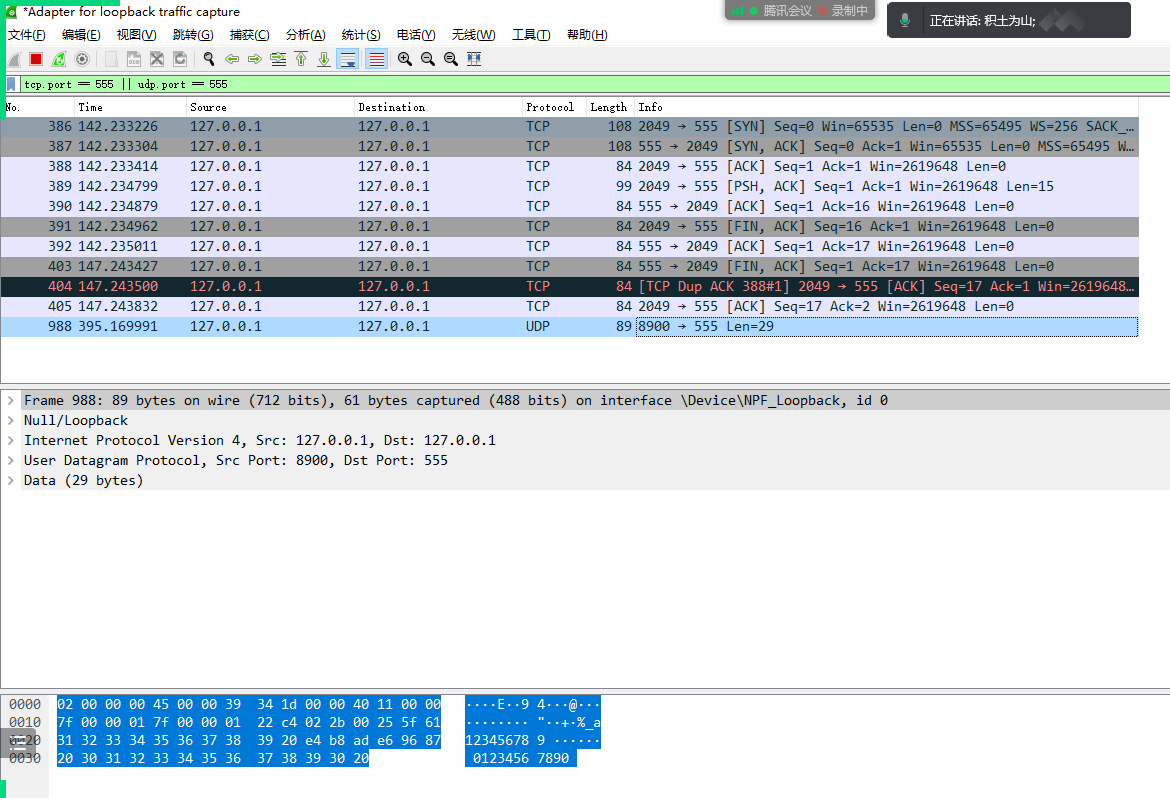 *Adapter for loopback traffic capture
腾讯会议 录制中
正在讲话: 积土为山;
文件(F) 编辑(E) 视图(V) 跳转(G) 捕获(C) 分析(A) 统计(S) 电话(Y) 无线(W) 工具(T) 帮助(H)
tcp.port == 555 || udp.port == 555
No. Time Source Destination Protocol Length Info
386 142.233226 127.0.0.1 127.0.0.1 TCP 108 2049 → 555 [SYN] Seq=0 Win=65535 Len=0 MSS=65495 WS=256 SACK_…
387 142.233304 127.0.0.1 127.0.0.1 TCP 108 555 → 2049 [SYN, ACK] Seq=0 Ack=1 Win=65535 Len=0 MSS=65495 W…
388 142.233414 127.0.0.1 127.0.0.1 TCP 84 2049 → 555 [ACK] Seq=1 Ack=1 Win=2619648 Len=0
389 142.234799 127.0.0.1 127.0.0.1 TCP 99 2049 → 555 [PSH, ACK] Seq=1 Ack=1 Win=2619648 Len=15
390 142.234879 127.0.0.1 127.0.0.1 TCP 84 555 → 2049 [ACK] Seq=1 Ack=16 Win=2619648 Len=0
391 142.234962 127.0.0.1 127.0.0.1 TCP 84 2049 → 555 [FIN, ACK] Seq=16 Ack=1 Win=2619648 Len=0
392 142.235011 127.0.0.1 127.0.0.1 TCP 84 555 → 2049 [ACK] Seq=1 Ack=17 Win=2619648 Len=0
403 147.243427 127.0.0.1 127.0.0.1 TCP 84 555 → 2049 [FIN, ACK] Seq=1 Ack=17 Win=2619648 Len=0
404 147.243500 127.0.0.1 127.0.0.1 TCP 84 [TCP Dup ACK 388#1] 2049 → 555 [ACK] Seq=17 Ack=1 Win=2619648…
405 147.243832 127.0.0.1 127.0.0.1 TCP 84 2049 → 555 [ACK] Seq=17 Ack=2 Win=2619648 Len=0
988 395.169991 127.0.0.1 127.0.0.1 UDP 89 8900 → 555 Len=29
Frame 988: 89 bytes on wire (712 bits), 61 bytes captured (488 bits) on interface \Device\NPF_Loopback, id 0
Null/Loopback
Internet Protocol Version 4, Src: 127.0.0.1, Dst: 127.0.0.1
User Datagram Protocol, Src Port: 8900, Dst Port: 555
Data (29 bytes)
0000 02 00 00 00 45 00 00 39 34 1d 00 00 40 11 00 00 ····E··9 4···@···
0010 7f 00 00 01 7f 00 00 01 22 c4 02 2b 00 25 5f 61 ········ "··+·%_a
0020 31 32 33 34 35 36 37 38 39 20 e4 b8 ad e6 96 87 12345678 9 ······
0030 20 30 31 32 33 34 35 36 37 38 39 30 20 0123456 7890